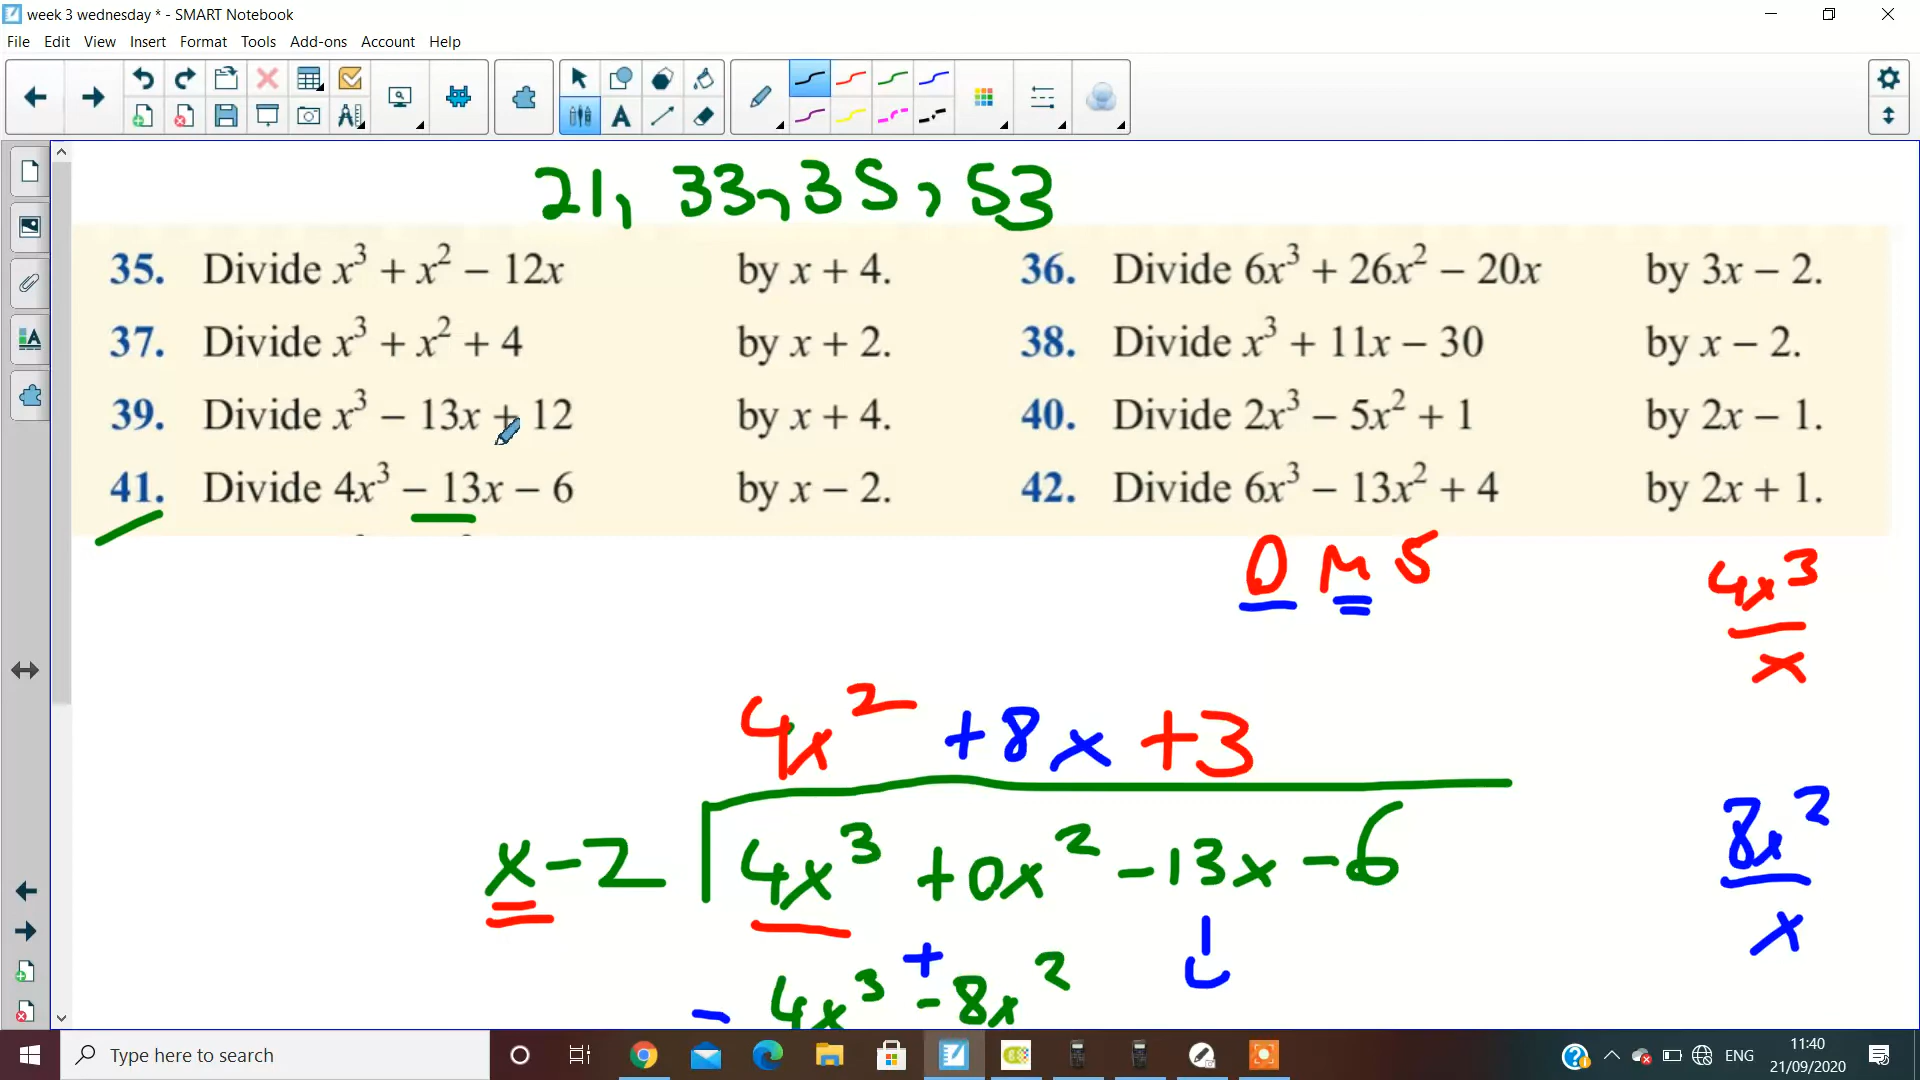 week 3 wednesday * - SMART Notebook
File Edit View Insert Format Tools Add-ons Account Help
21, 33, 35, 53
35. Divide x³ + x² − 12x by x + 4. 36. Divide 6x³ + 26x² − 20x by 3x − 2.
37. Divide x³ + x² + 4 by x + 2. 38. Divide x³ + 11x − 30 by x − 2.
39. Divide x³ − 13x + 12 by x + 4. 40. Divide 2x³ − 5x² + 1 by 2x − 1.
41. Divide 4x³ − 13x − 6 by x − 2. 42. Divide 6x³ − 13x² + 4 by 2x + 1.
D M S
4x³
x
4x² +8x +3
x−2 4x³ +0x² −13x −6
8x²
x
− 4x³ + −8x²
Type here to search
ENG
11:40
21/09/2020